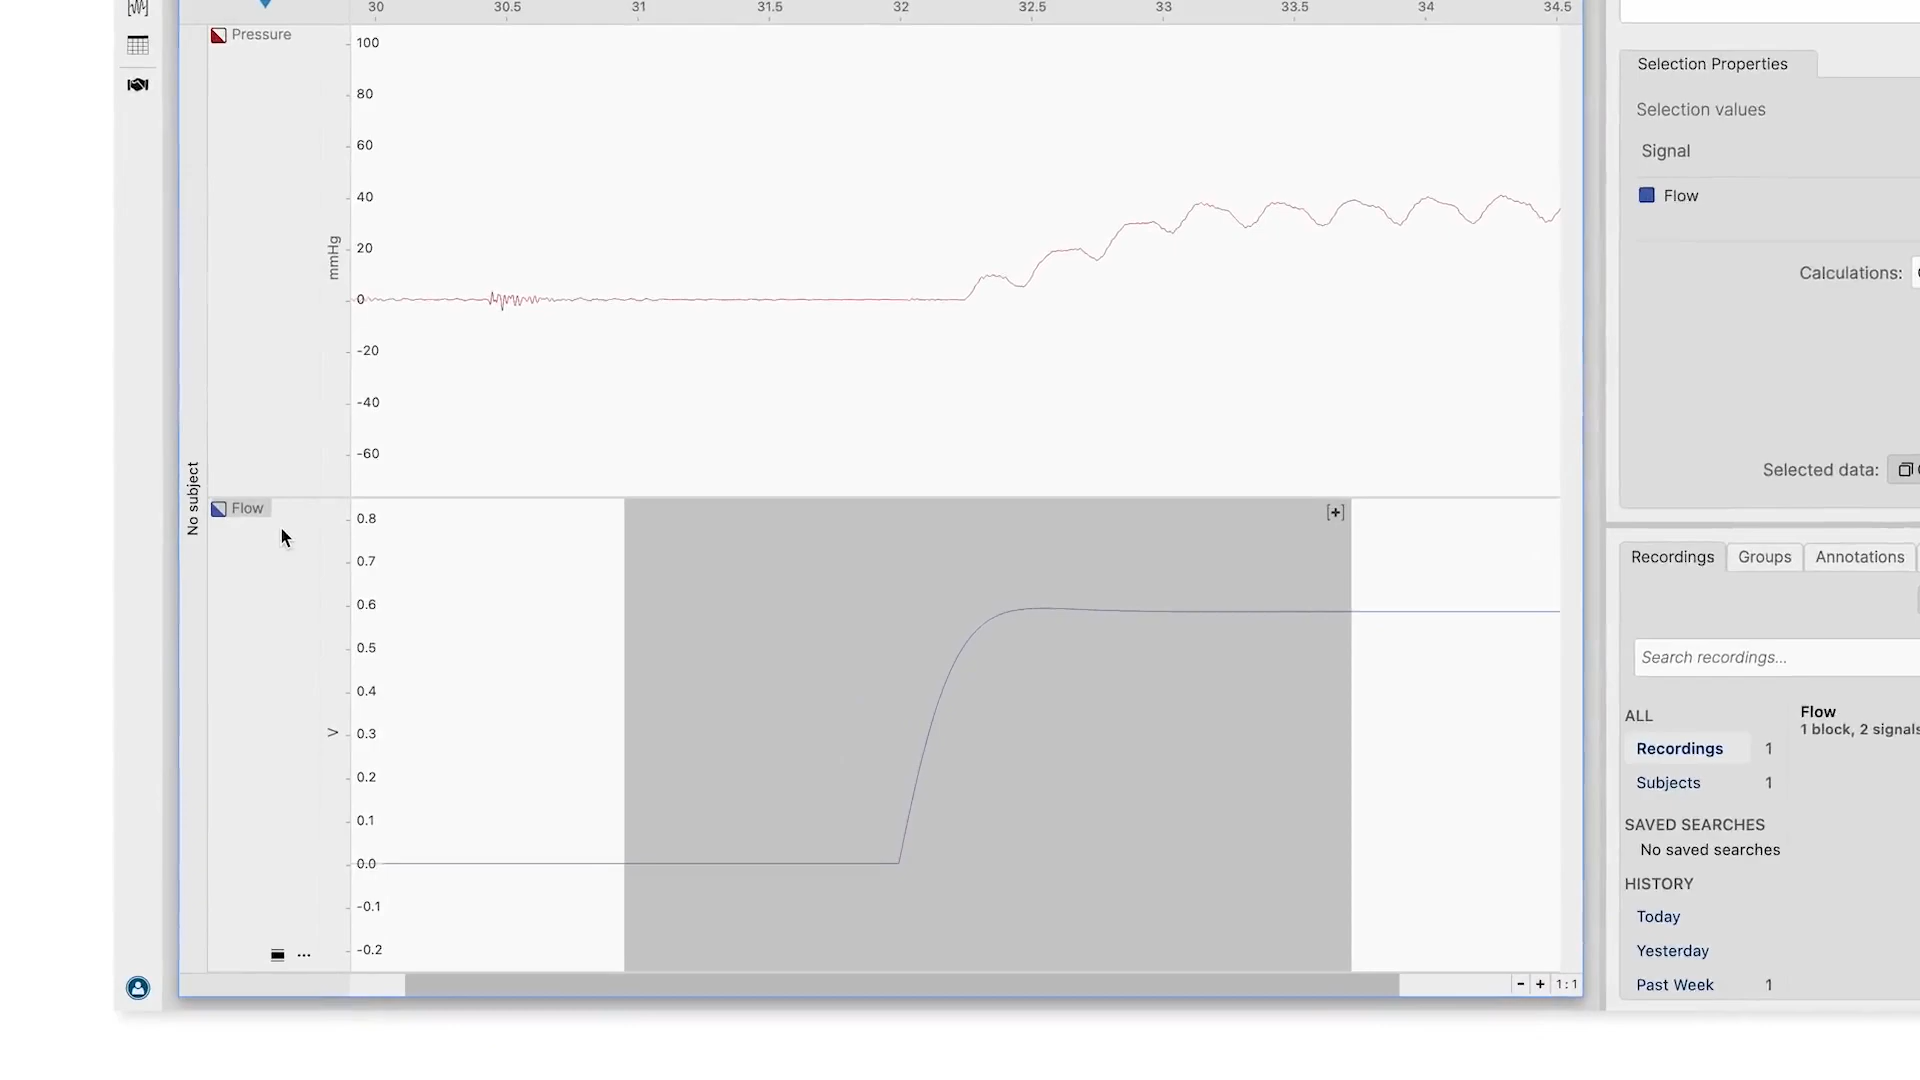 30 30.5 31 31.5 32 32.5 33 33.5 34 34.5
Pressure
100
80
60
40
20
0
-20
-40
-60
mmHg
No subject
Flow
[+]
0.8
0.7
0.6
0.5
0.4
0.3
0.2
0.1
0.0
-0.1
-0.2
V
- + 1:1
Selection Properties
Selection values
Signal
Flow
Calculations:
Selected data:
Recordings Groups Annotations
Search recordings...
ALL
Recordings 1
Subjects 1
SAVED SEARCHES
No saved searches
HISTORY
Today
Yesterday
Past Week 1
Flow
1 block, 2 signals